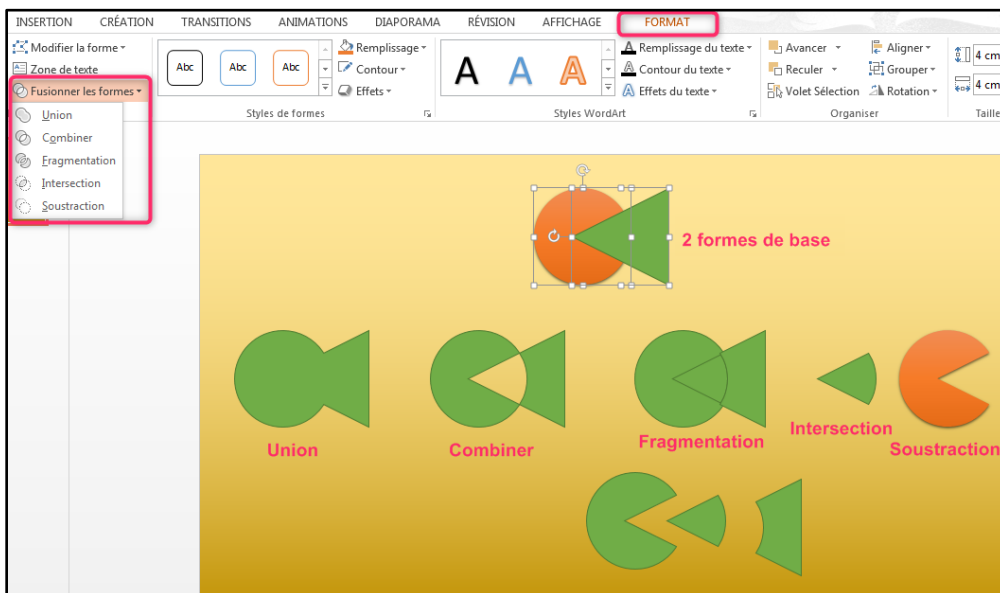 INSERTION CRÉATION TRANSITIONS ANIMATIONS DIAPORAMA RÉVISION AFFICHAGE FORMAT
Modifier la forme
Zone de texte
Fusionner les formes
Union
Combiner
Fragmentation
Intersection
Soustraction
Abc Abc Abc
Remplissage
Contour
Effets
Styles de formes
A A A
Remplissage du texte
Contour du texte
Effets du texte
Styles WordArt
Avancer
Reculer
Volet Sélection
Aligner
Grouper
Rotation
Organiser
4 cm
4 cm
Taille
2 formes de base
Union
Combiner
Fragmentation
Intersection
Soustraction